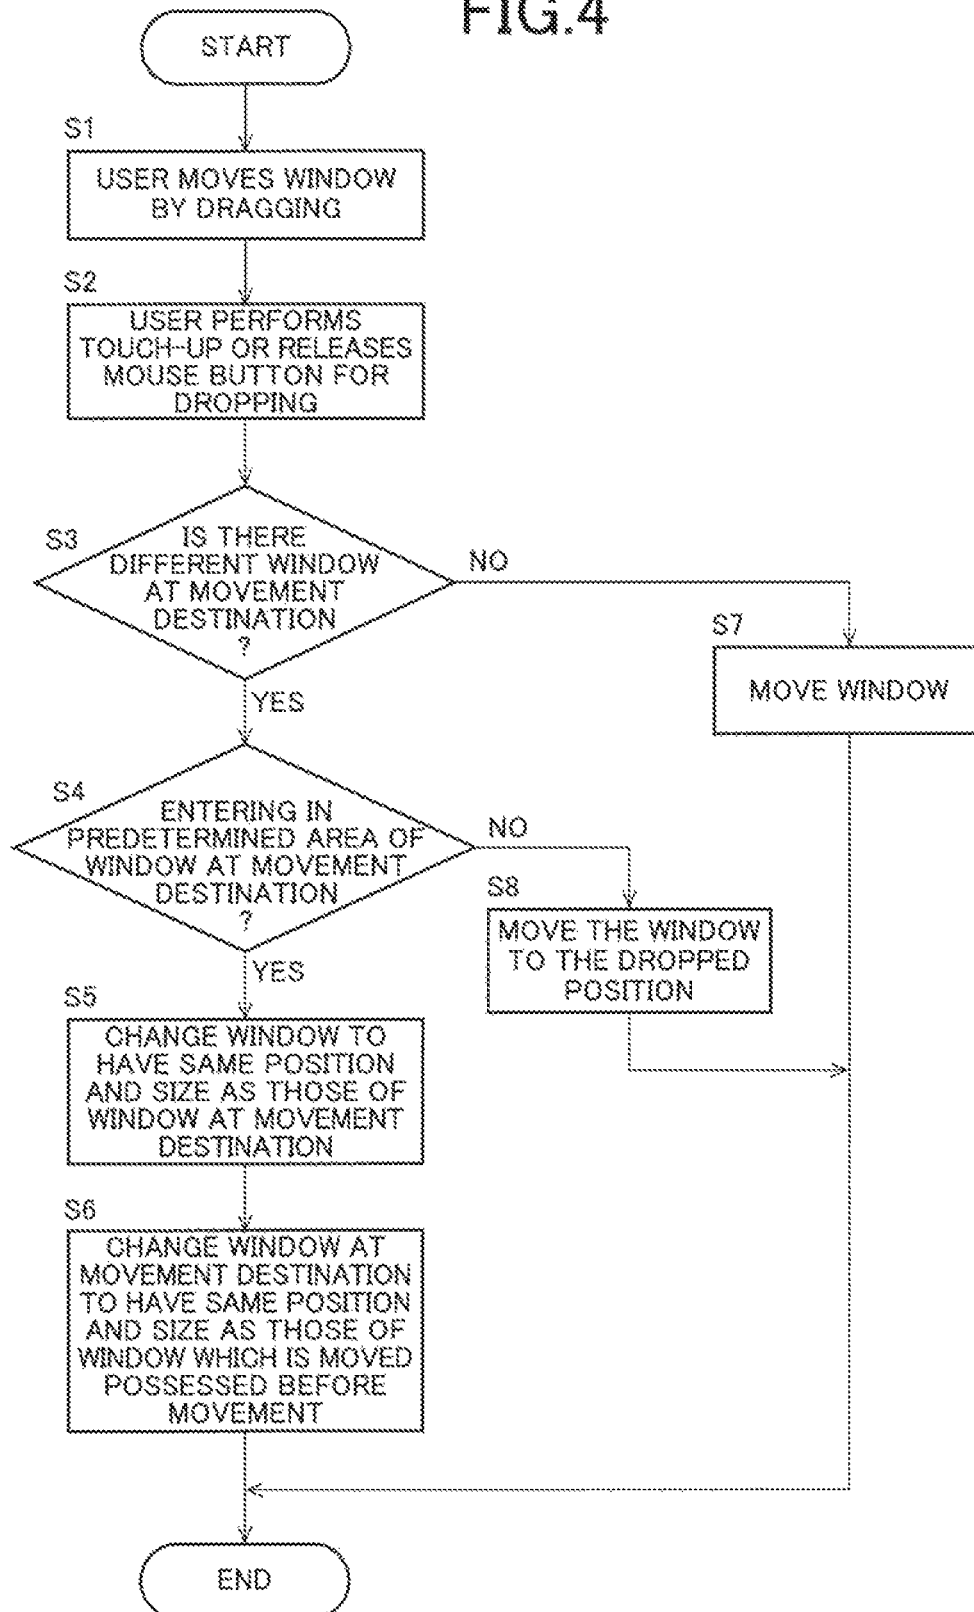 FIG.4
START
S1
USER MOVES WINDOW
BY DRAGGING
S2
USER PERFORMS
TOUCH-UP OR RELEASES
MOUSE BUTTON FOR
DROPPING
S3
IS THERE
DIFFERENT WINDOW
AT MOVEMENT
DESTINATION
?
NO
YES
S7
MOVE WINDOW
S4
ENTERING IN
PREDETERMINED AREA OF
WINDOW AT MOVEMENT
DESTINATION
?
NO
YES
S8
MOVE THE WINDOW
TO THE DROPPED
POSITION
S5
CHANGE WINDOW TO
HAVE SAME POSITION
AND SIZE AS THOSE OF
WINDOW AT MOVEMENT
DESTINATION
S6
CHANGE WINDOW AT
MOVEMENT DESTINATION
TO HAVE SAME POSITION
AND SIZE AS THOSE OF
WINDOW WHICH IS MOVED
POSSESSED BEFORE
MOVEMENT
END